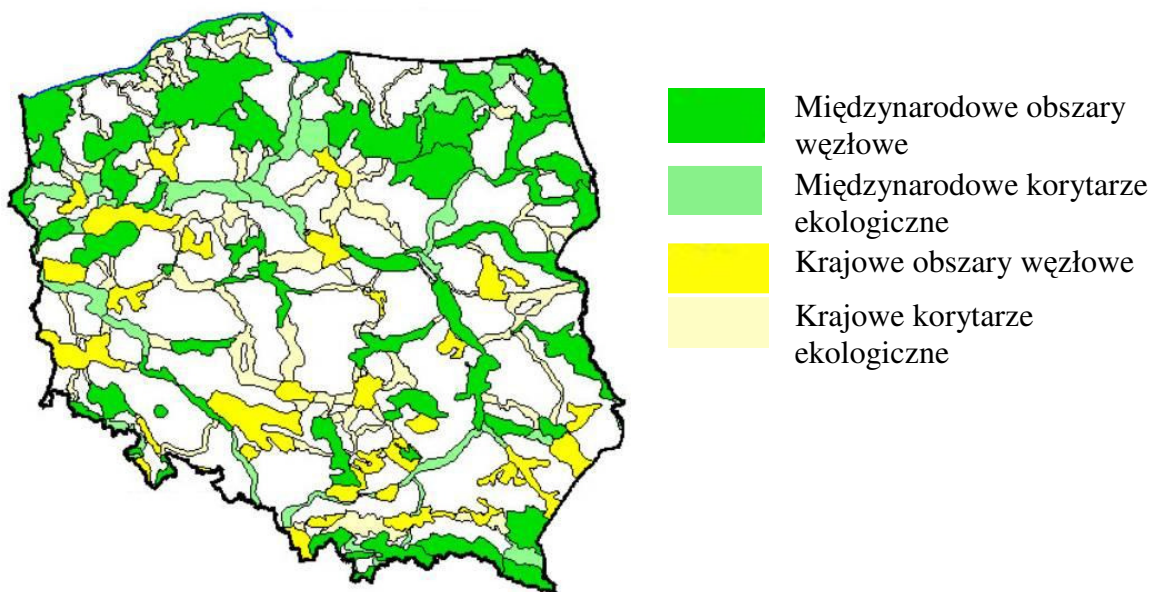 Międzynarodowe obszary
węzłowe
Międzynarodowe korytarze
ekologiczne
Krajowe obszary węzłowe
Krajowe korytarze
ekologiczne